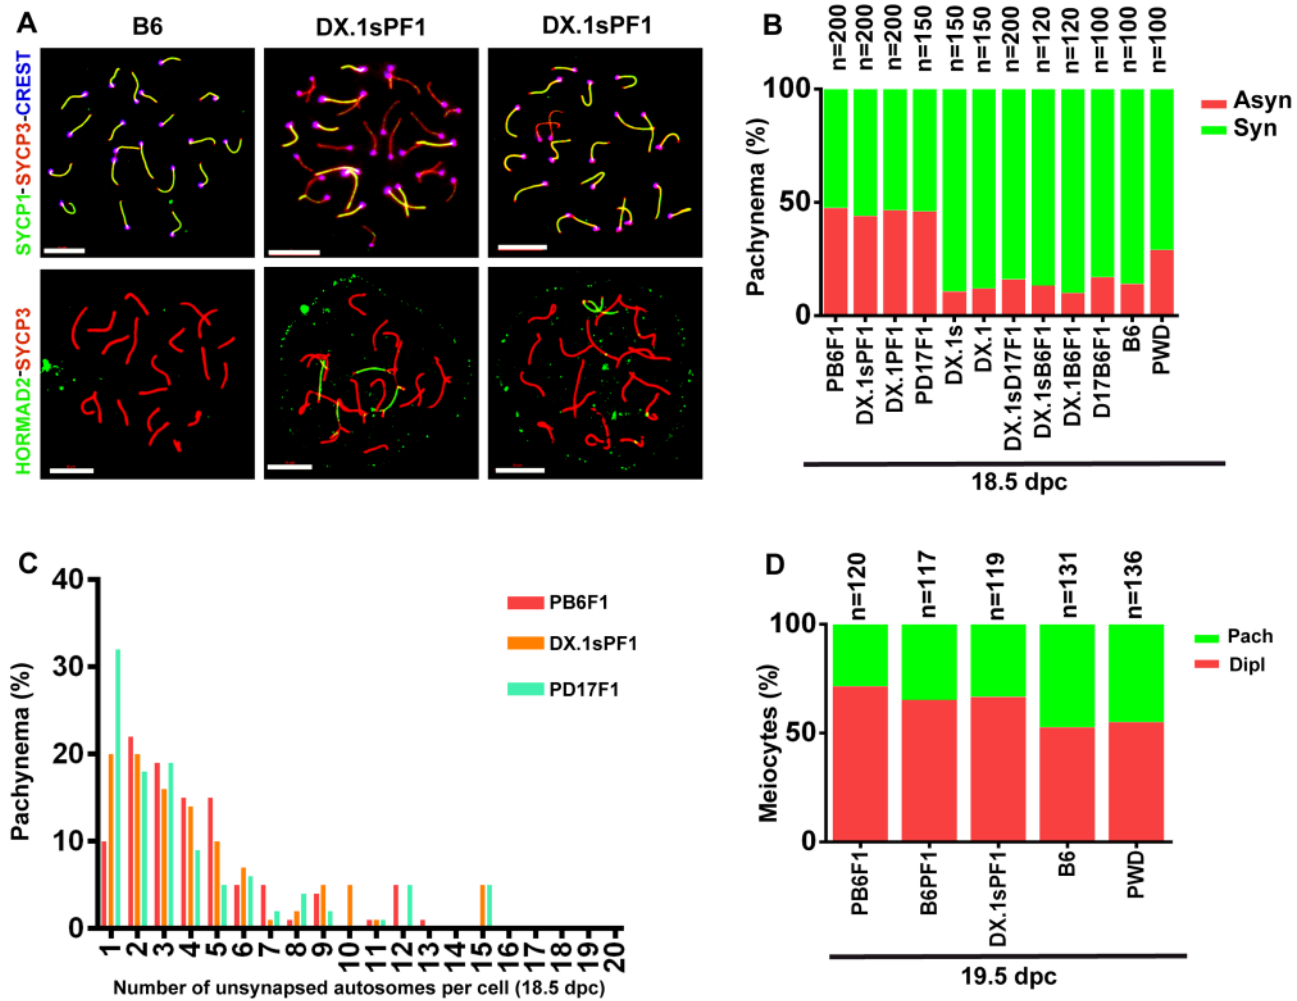 A
B6
DX.1sPF1
DX.1sPF1
SYCP1-SYCP3-CREST
HORMAD2-SYCP3
B
n=200
n=200
n=200
n=150
n=150
n=150
n=200
n=120
n=120
n=100
n=100
n=100
Pachynema (%)
100
50
0
Asyn
Syn
PB6F1
DX.1sPF1
DX.1PF1
PD17F1
DX.1s
DX.1
DX.1sD17F1
DX.1sB6F1
DX.1B6F1
D17B6F1
B6
PWD
18.5 dpc
C
Pachynema (%)
40
30
20
10
0
PB6F1
DX.1sPF1
PD17F1
1 2 3 4 5 6 7 8 9 10 11 12 13 14 15 16 17 18 19 20
Number of unsynapsed autosomes per cell (18.5 dpc)
D
n=120
n=117
n=119
n=131
n=136
Meiocytes (%)
100
50
0
Pach
Dipl
PB6F1
B6PF1
DX.1sPF1
B6
PWD
19.5 dpc